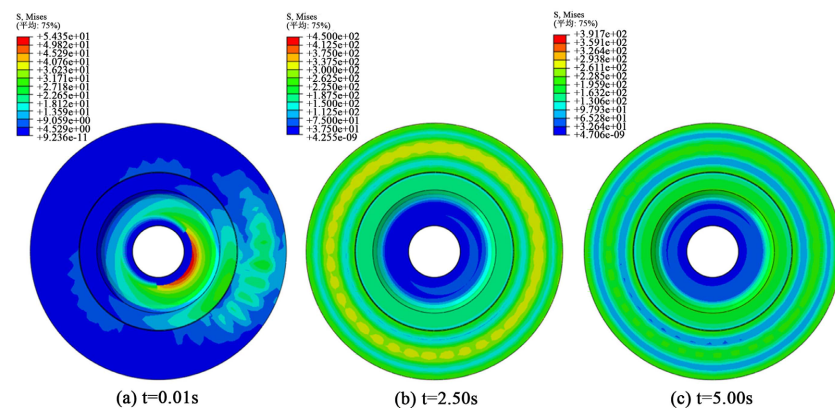 S, Mises
(平均: 75%)
+5.435e+01
+4.982e+01
+4.529e+01
+4.076e+01
+3.623e+01
+3.171e+01
+2.718e+01
+2.265e+01
+1.812e+01
+1.359e+01
+9.059e+00
+4.529e+00
+9.236e-11
S, Mises
(平均: 75%)
+4.500e+02
+4.125e+02
+3.750e+02
+3.375e+02
+3.000e+02
+2.625e+02
+2.250e+02
+1.875e+02
+1.500e+02
+1.125e+02
+7.500e+01
+3.750e+01
+4.255e-09
S, Mises
(平均: 75%)
+3.917e+02
+3.591e+02
+3.264e+02
+2.938e+02
+2.611e+02
+2.285e+02
+1.959e+02
+1.632e+02
+1.306e+02
+9.793e+01
+6.528e+01
+3.264e+01
+4.706e-09
(a) t=0.01s
(b) t=2.50s
(c) t=5.00s